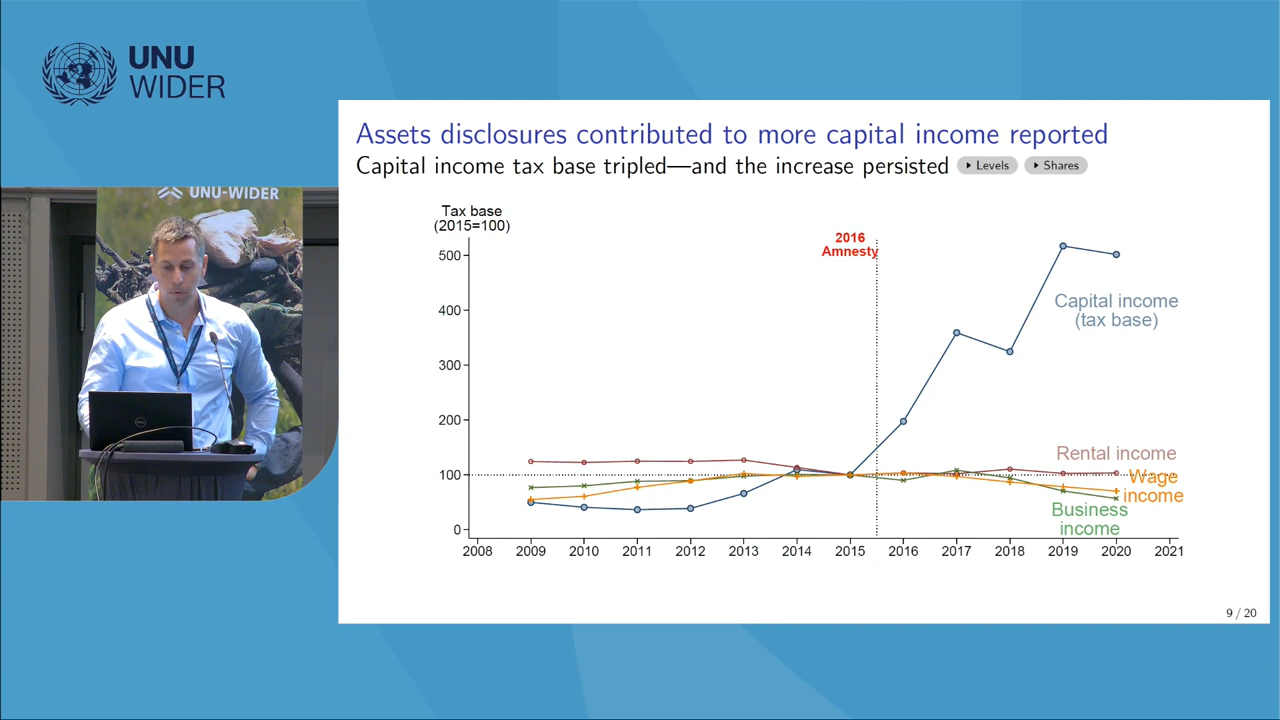 UNU
WIDER
UNU-WIDER
Assets disclosures contributed to more capital income reported
Capital income tax base tripled—and the increase persisted
Levels
Shares
Tax base
(2015=100)
2016
Amnesty
500
400
300
200
100
0
Capital income
(tax base)
Rental income
Wage
income
Business
income
2008 2009 2010 2011 2012 2013 2014 2015 2016 2017 2018 2019 2020 2021
9 / 20